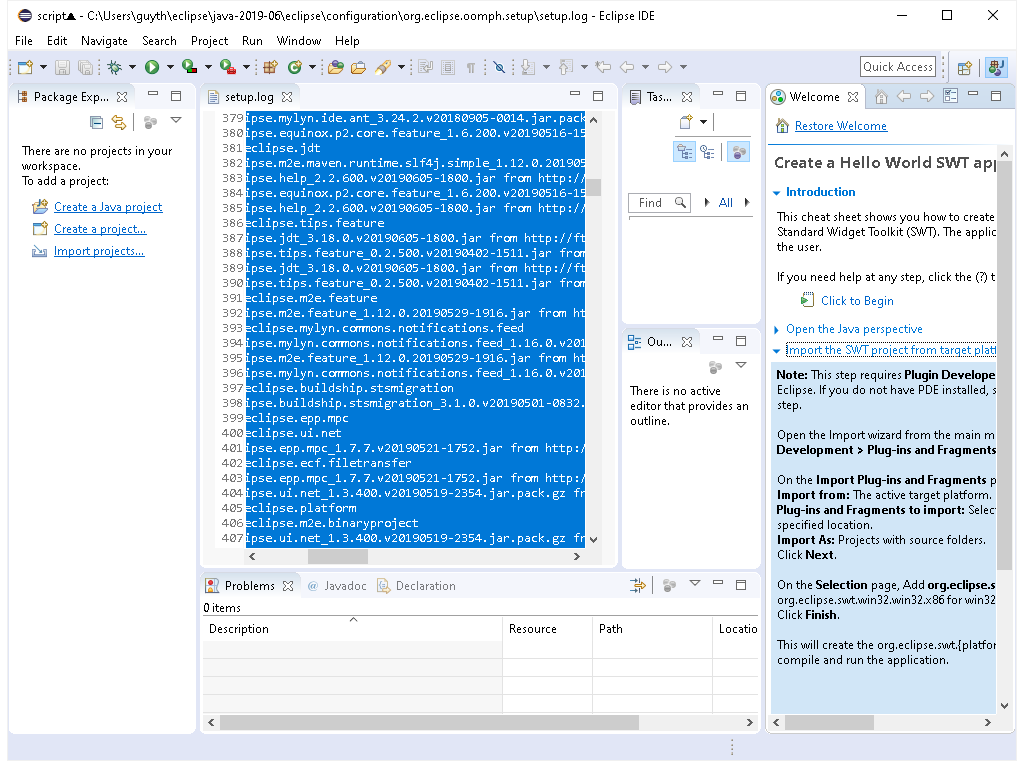 script▲ - C:\Users\guyth\eclipse\java-2019-06\eclipse\configuration\org.eclipse.oomph.setup\setup.log - Eclipse IDE
File Edit Navigate Search Project Run Window Help
Quick Access
Package Exp...
There are no projects in your
workspace.
To add a project:
Create a Java project
Create a project...
Import projects...
setup.log
379 ipse.mylyn.ide.ant_3.24.2.v20180905-0014.jar.pack
380 ipse.equinox.p2.core.feature_1.6.200.v20190516-15
381 eclipse.jdt
382 ipse.m2e.maven.runtime.slf4j.simple_1.12.0.201905
383 ipse.help_2.2.600.v20190605-1800.jar from http://
384 ipse.equinox.p2.core.feature_1.6.200.v20190516-15
385 ipse.help_2.2.600.v20190605-1800.jar from http://
386 eclipse.tips.feature
387 ipse.jdt_3.18.0.v20190605-1800.jar from http://ft
388 ipse.tips.feature_0.2.500.v20190402-1511.jar from
389 ipse.jdt_3.18.0.v20190605-1800.jar from http://ft
390 ipse.tips.feature_0.2.500.v20190402-1511.jar from
391 eclipse.m2e.feature
392 ipse.m2e.feature_1.12.0.20190529-1916.jar from ht
393 eclipse.mylyn.commons.notifications.feed
394 ipse.mylyn.commons.notifications.feed_1.16.0.v201
395 ipse.m2e.feature_1.12.0.20190529-1916.jar from ht
396 ipse.mylyn.commons.notifications.feed_1.16.0.v201
397 eclipse.buildship.stsmigration
398 ipse.buildship.stsmigration_3.1.0.v20190501-0832.
399 eclipse.epp.mpc
400 eclipse.ui.net
401 ipse.epp.mpc_1.7.7.v20190521-1752.jar from http:/
402 eclipse.ecf.filetransfer
403 ipse.epp.mpc_1.7.7.v20190521-1752.jar from http:/
404 ipse.ui.net_1.3.400.v20190519-2354.jar.pack.gz fr
405 eclipse.platform
406 eclipse.m2e.binaryproject
407 ipse.ui.net_1.3.400.v20190519-2354.jar.pack.gz fr
Tas...
Find All
Ou...
There is no active
editor that provides an
outline.
Welcome
Restore Welcome
Create a Hello World SWT app
Introduction
This cheat sheet shows you how to create
Standard Widget Toolkit (SWT). The applic
the user.
If you need help at any step, click the (?) t
Click to Begin
Open the Java perspective
Import the SWT project from target platf
Note: This step requires Plugin Develope
Eclipse. If you do not have PDE installed, s
step.
Open the Import wizard from the main m
Development > Plug-ins and Fragments
On the Import Plug-ins and Fragments p
Import from: The active target platform.
Plug-ins and Fragments to import: Selec
specified location.
Import As: Projects with source folders.
Click Next.
On the Selection page, Add org.eclipse.s
org.eclipse.swt.win32.win32.x86 for win32
Click Finish.
This will create the org.eclipse.swt.{platfor
compile and run the application.
Problems @ Javadoc Declaration
0 items
Description Resource Path Locatio